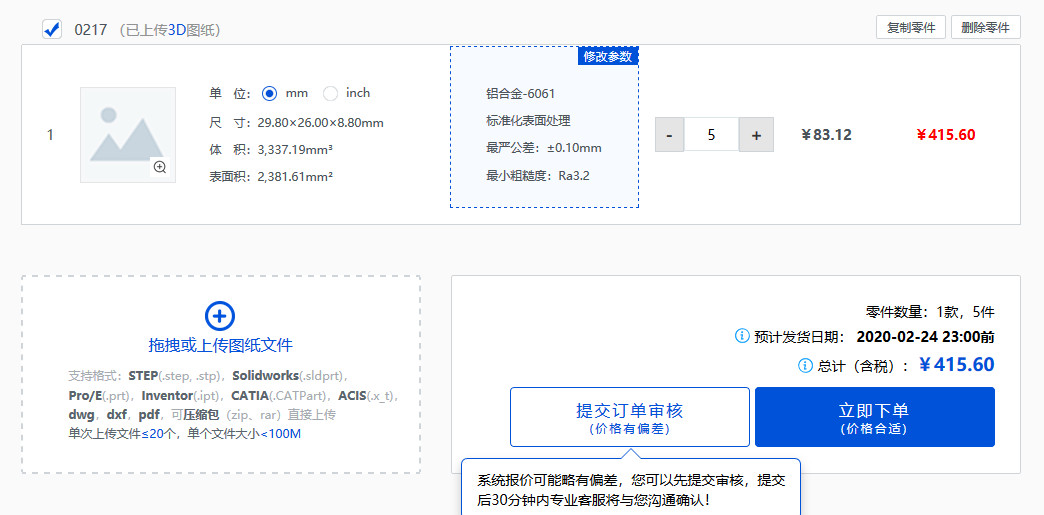 0217 (已上传3D图纸)
复制零件 删除零件
修改参数
1
单 位: mm inch
尺 寸: 29.80×26.00×8.80mm
体 积: 3,337.19mm³
表面积: 2,381.61mm²
铝合金-6061
标准化表面处理
最严公差: ±0.10mm
最小粗糙度: Ra3.2
- 5 +
¥83.12
¥415.60
拖拽或上传图纸文件
支持格式: STEP(.step, .stp), Solidworks(.sldprt),
Pro/E(.prt), Inventor(.ipt), CATIA(.CATPart), ACIS(.x_t),
dwg, dxf, pdf, 可压缩包 (zip、rar) 直接上传
单次上传文件≤20个, 单个文件大小<100M
零件数量: 1款, 5件
预计发货日期: 2020-02-24 23:00前
总计 (含税) : ¥415.60
提交订单审核
(价格有偏差)
立即下单
(价格合适)
系统报价可能略有偏差, 您可以先提交审核, 提交
后30分钟内专业客服将与您沟通确认!